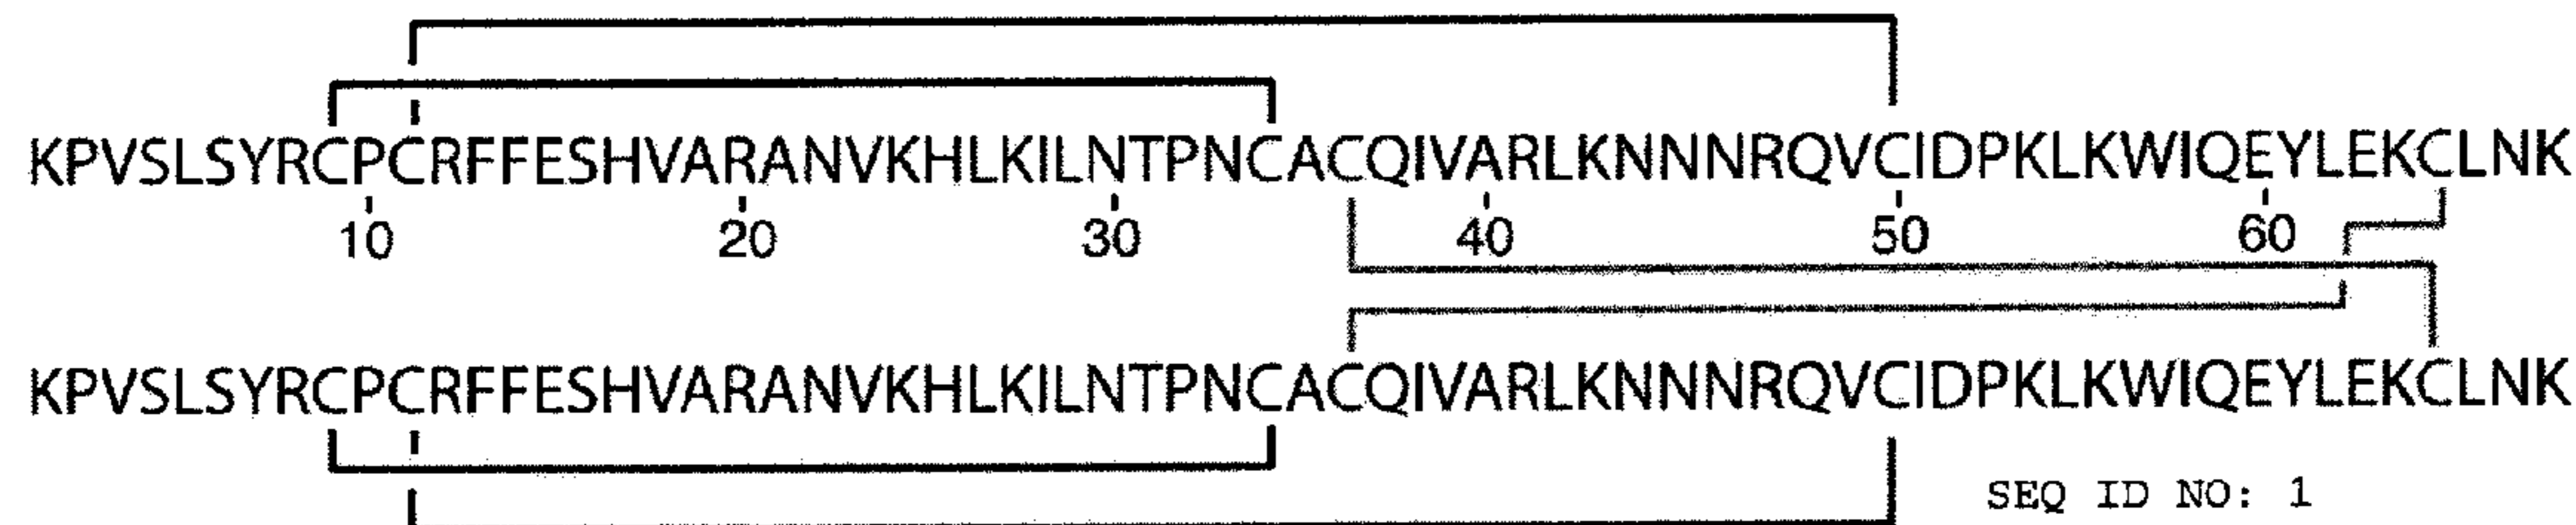 KPVSLSYRCPCRFFESHVARANVKHLKILNTPNCACQIVARLKNNNRQVCIDPKLKWIQEYLEKCLNK
10 20 30 40 50 60
KPVSLSYRCPCRFFESHVARANVKHLKILNTPNCACQIVARLKNNNRQVCIDPKLKWIQEYLEKCLNK
SEQ ID NO: 1